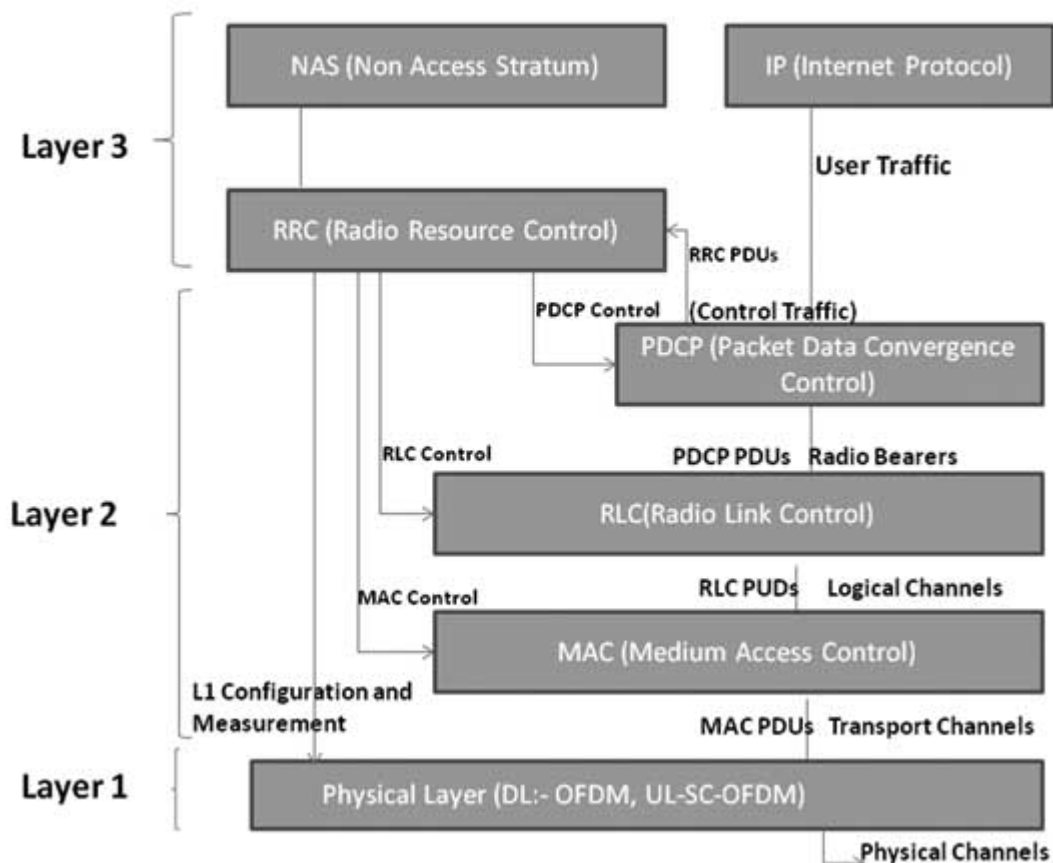 NAS (Non Access Stratum)
IP (Internet Protocol)
Layer 3
User Traffic
RRC (Radio Resource Control)
RRC PDUs
PDCP Control
(Control Traffic)
PDCP (Packet Data Convergence
Control)
RLC Control
PDCP PDUs
Radio Bearers
Layer 2
RLC(Radio Link Control)
RLC PUDs
Logical Channels
MAC Control
MAC (Medium Access Control)
L1 Configuration and
Measurement
MAC PDUs
Transport Channels
Layer 1
Physical Layer (DL:- OFDM, UL-SC-OFDM)
Physical Channels